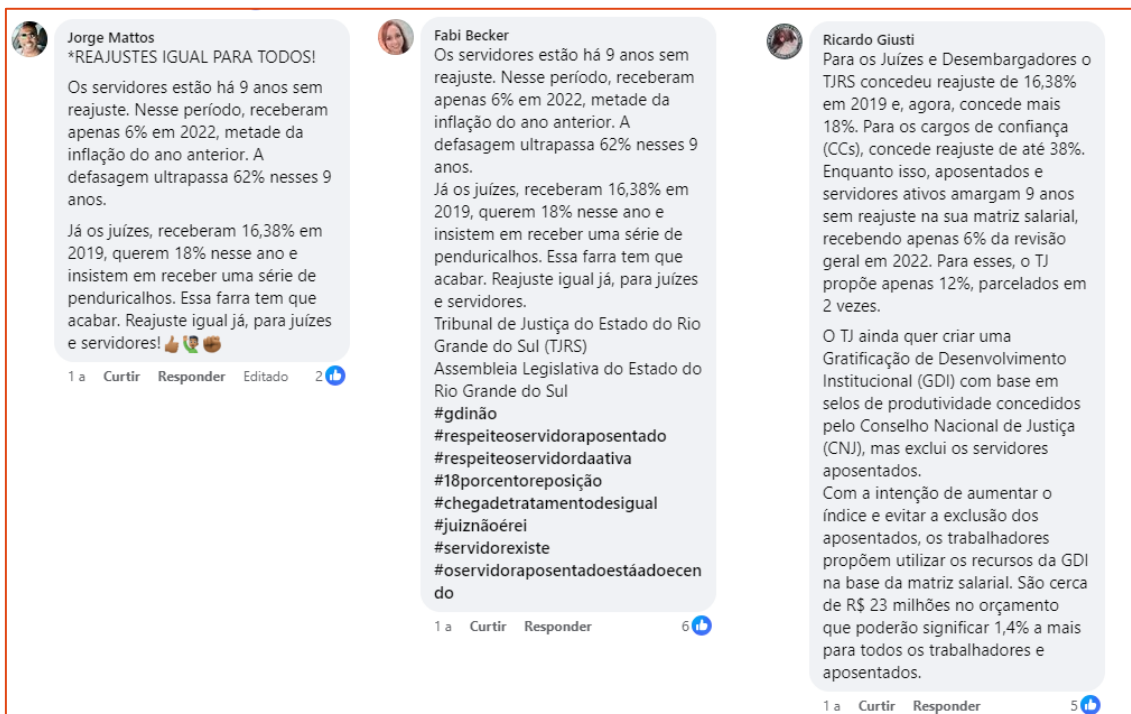 Jorge Mattos
*REAJUSTES IGUAL PARA TODOS!
Os servidores estão há 9 anos sem
reajuste. Nesse período, receberam
apenas 6% em 2022, metade da
inflação do ano anterior. A
defasagem ultrapassa 62% nesses 9
anos.
Já os juízes, receberam 16,38% em
2019, querem 18% nesse ano e
insistem em receber uma série de
penduricalhos. Essa farra tem que
acabar. Reajuste igual já, para juízes
e servidores!👍🏾🙋🏾‍♂️✊🏾
1 a Curtir Responder Editado 2
Fabi Becker
Os servidores estão há 9 anos sem
reajuste. Nesse período, receberam
apenas 6% em 2022, metade da
inflação do ano anterior. A
defasagem ultrapassa 62% nesses 9
anos.
Já os juízes, receberam 16,38% em
2019, querem 18% nesse ano e
insistem em receber uma série de
penduricalhos. Essa farra tem que
acabar. Reajuste igual já, para juízes
e servidores.
Tribunal de Justiça do Estado do Rio
Grande do Sul (TJRS)
Assembleia Legislativa do Estado do
Rio Grande do Sul
#gdinão
#respeiteoservidoraposentado
#respeiteoservidordaativa
#18porcentoreposição
#chegadetratamentodesigual
#juiznãoérei
#servidorexiste
#oservidoraposentadoestáadoecen
do
1 a Curtir Responder 6
Ricardo Giusti
Para os Juízes e Desembargadores o
TJRS concedeu reajuste de 16,38%
em 2019 e, agora, concede mais
18%. Para os cargos de confiança
(CCs), concede reajuste de até 38%.
Enquanto isso, aposentados e
servidores ativos amargam 9 anos
sem reajuste na sua matriz salarial,
recebendo apenas 6% da revisão
geral em 2022. Para esses, o TJ
propõe apenas 12%, parcelados em
2 vezes.
O TJ ainda quer criar uma
Gratificação de Desenvolvimento
Institucional (GDI) com base em
selos de produtividade concedidos
pelo Conselho Nacional de Justiça
(CNJ), mas exclui os servidores
aposentados.
Com a intenção de aumentar o
índice e evitar a exclusão dos
aposentados, os trabalhadores
propõem utilizar os recursos da GDI
na base da matriz salarial. São cerca
de R$ 23 milhões no orçamento
que poderão significar 1,4% a mais
para todos os trabalhadores e
aposentados.
1 a Curtir Responder 5